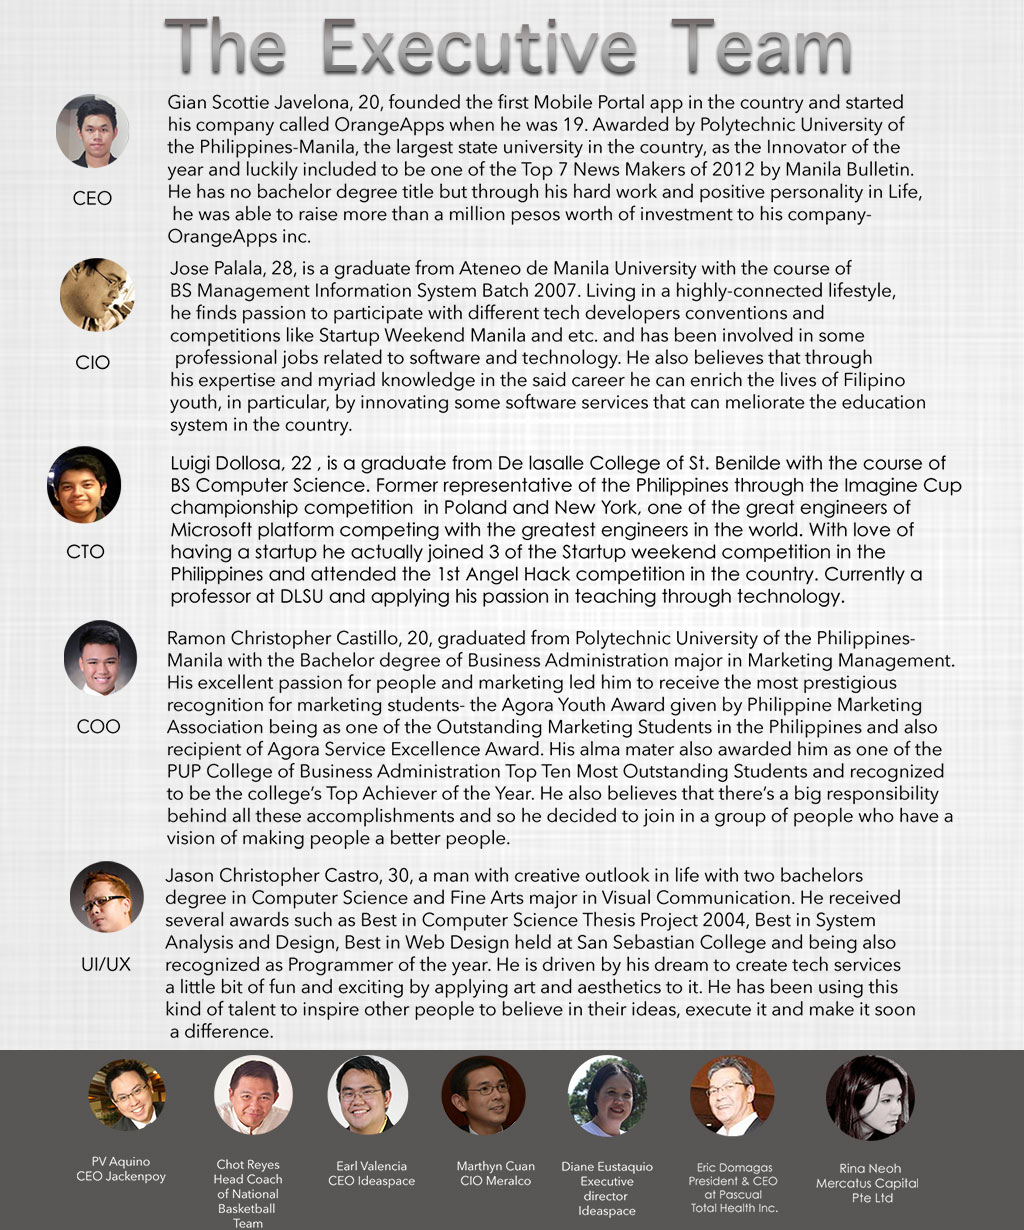 The Executive Team
Gian Scottie Javelona, 20, founded the first Mobile Portal app in the country and started
his company called OrangeApps when he was 19. Awarded by Polytechnic University of
the Philippines-Manila, the largest state university in the country, as the Innovator of the
year and luckily included to be one of the Top 7 News Makers of 2012 by Manila Bulletin.
He has no bachelor degree title but through his hard work and positive personality in Life,
he was able to raise more than a million pesos worth of investment to his company-
OrangeApps inc.
CEO
Jose Palala, 28, is a graduate from Ateneo de Manila University with the course of
BS Management Information System Batch 2007. Living in a highly-connected lifestyle,
he finds passion to participate with different tech developers conventions and
competitions like Startup Weekend Manila and etc. and has been involved in some
professional jobs related to software and technology. He also believes that through
his expertise and myriad knowledge in the said career he can enrich the lives of Filipino
youth, in particular, by innovating some software services that can meliorate the education
system in the country.
CIO
Luigi Dollosa, 22 , is a graduate from De lasalle College of St. Benilde with the course of
BS Computer Science. Former representative of the Philippines through the Imagine Cup
championship competition in Poland and New York, one of the great engineers of
Microsoft platform competing with the greatest engineers in the world. With love of
having a startup he actually joined 3 of the Startup weekend competition in the
Philippines and attended the 1st Angel Hack competition in the country. Currently a
professor at DLSU and applying his passion in teaching through technology.
CTO
Ramon Christopher Castillo, 20, graduated from Polytechnic University of the Philippines-
Manila with the Bachelor degree of Business Administration major in Marketing Management.
His excellent passion for people and marketing led him to receive the most prestigious
recognition for marketing students- the Agora Youth Award given by Philippine Marketing
Association being as one of the Outstanding Marketing Students in the Philippines and also
recipient of Agora Service Excellence Award. His alma mater also awarded him as one of the
PUP College of Business Administration Top Ten Most Outstanding Students and recognized
to be the college's Top Achiever of the Year. He also believes that there's a big responsibility
behind all these accomplishments and so he decided to join in a group of people who have a
vision of making people a better people.
COO
Jason Christopher Castro, 30, a man with creative outlook in life with two bachelors
degree in Computer Science and Fine Arts major in Visual Communication. He received
several awards such as Best in Computer Science Thesis Project 2004, Best in System
Analysis and Design, Best in Web Design held at San Sebastian College and being also
recognized as Programmer of the year. He is driven by his dream to create tech services
a little bit of fun and exciting by applying art and aesthetics to it. He has been using this
kind of talent to inspire other people to believe in their ideas, execute it and make it soon
a difference.
UI/UX
PV Aquino
CEO Jackenpoy
Chot Reyes
Head Coach
of National
Basketball
Team
Earl Valencia
CEO Ideaspace
Marthyn Cuan
CIO Meralco
Diane Eustaquio
Executive
director
Ideaspace
Eric Domagas
President & CEO
at Pascual
Total Health Inc.
Rina Neoh
Mercatus Capital
Pte Ltd